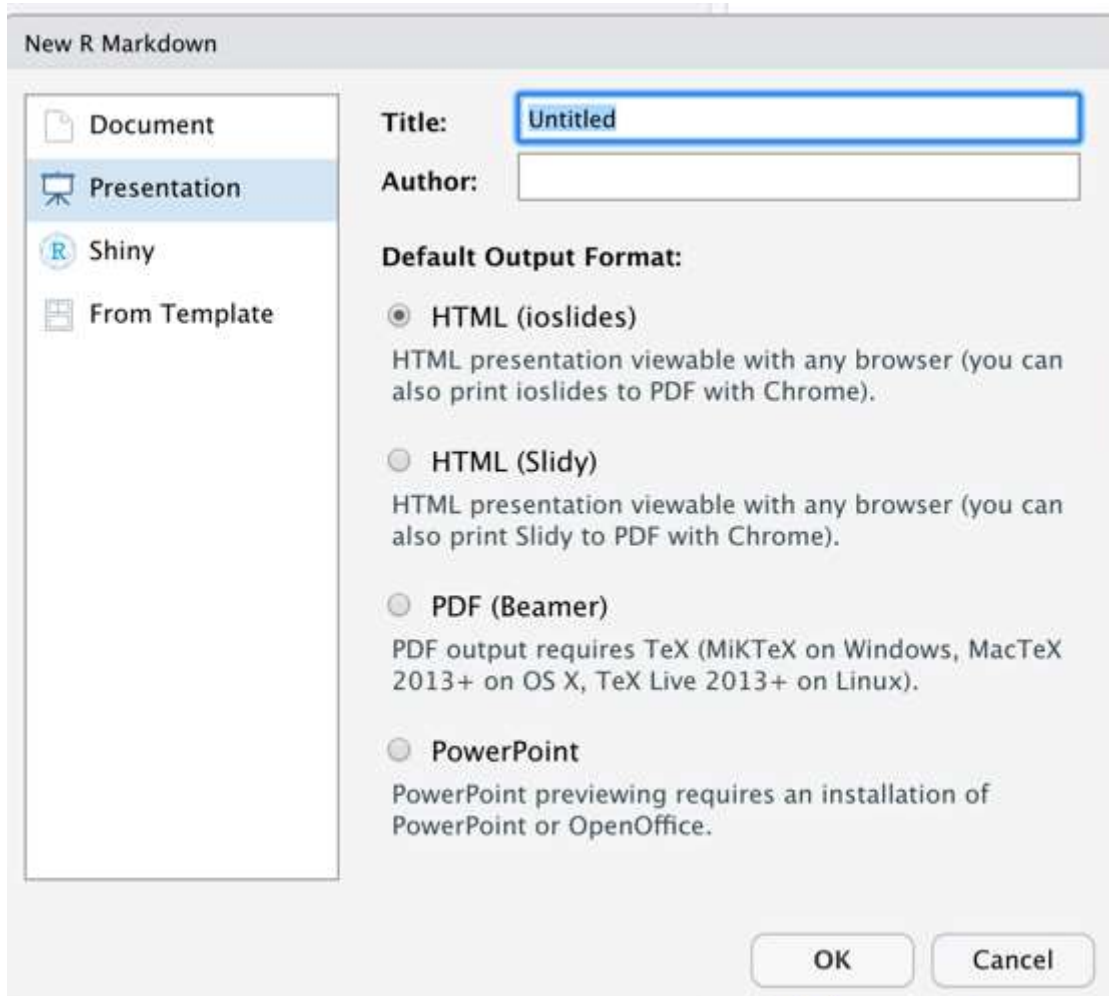 New R Markdown
Document
Presentation
R Shiny
From Template
Title: Untitled
Author:
Default Output Format:
HTML (ioslides)
HTML presentation viewable with any browser (you can
also print ioslides to PDF with Chrome).
HTML (Slidy)
HTML presentation viewable with any browser (you can
also print Slidy to PDF with Chrome).
PDF (Beamer)
PDF output requires TeX (MiKTeX on Windows, MacTeX
2013+ on OS X, TeX Live 2013+ on Linux).
PowerPoint
PowerPoint previewing requires an installation of
PowerPoint or OpenOffice.
OK Cancel